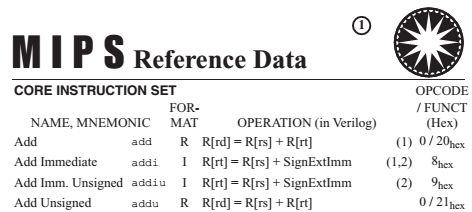 ①
MIPS Reference Data
CORE INSTRUCTION SET
OPCODE
FOR-
/ FUNCT
NAME, MNEMONIC MAT OPERATION (in Verilog) (Hex)
Add add R R[rd] = R[rs] + R[rt] (1) 0 / 20hex
Add Immediate addi I R[rt] = R[rs] + SignExtImm (1,2) 8hex
Add Imm. Unsigned addiu I R[rt] = R[rs] + SignExtImm (2) 9hex
Add Unsigned addu R R[rd] = R[rs] + R[rt] 0 / 21hex